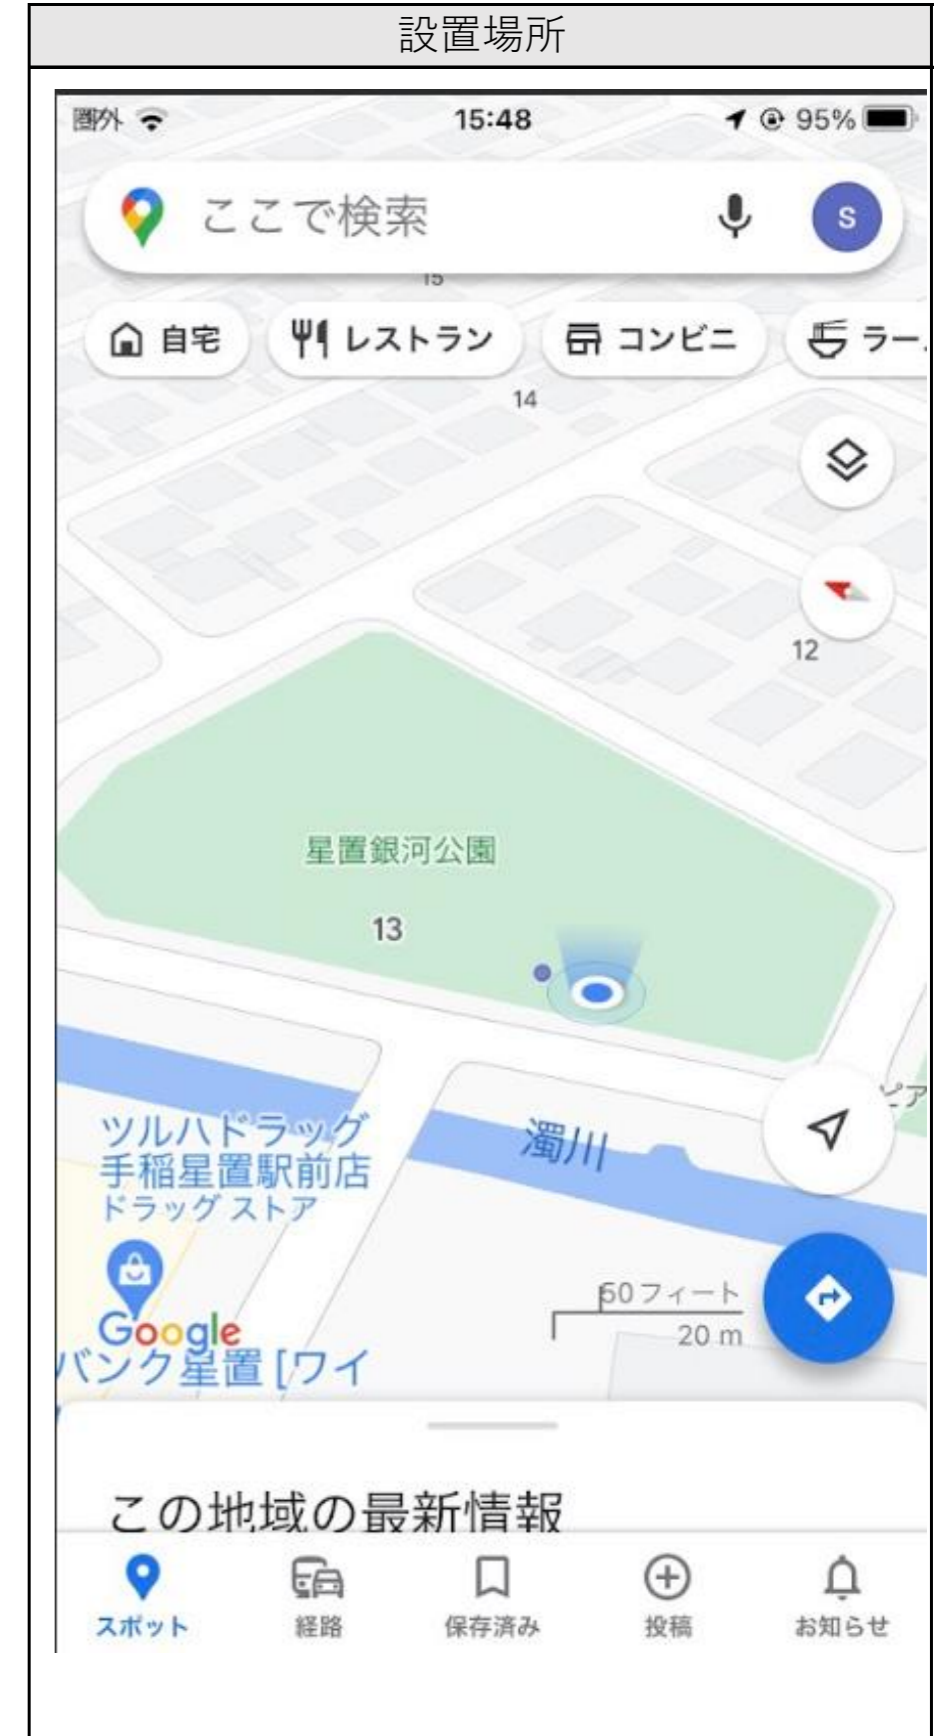 設置場所
圏外 15:48 95%
ここで検索 S
15
自宅 レストラン コンビニ ラー
14
12
星置銀河公園
13
ピア
ツルハドラッグ
手稲星置駅前店
ドラッグ ストア
濁川
50 フィート
20 m
Google
バンク星置 [ワイ
この地域の最新情報
スポット 経路 保存済み 投稿 お知らせ